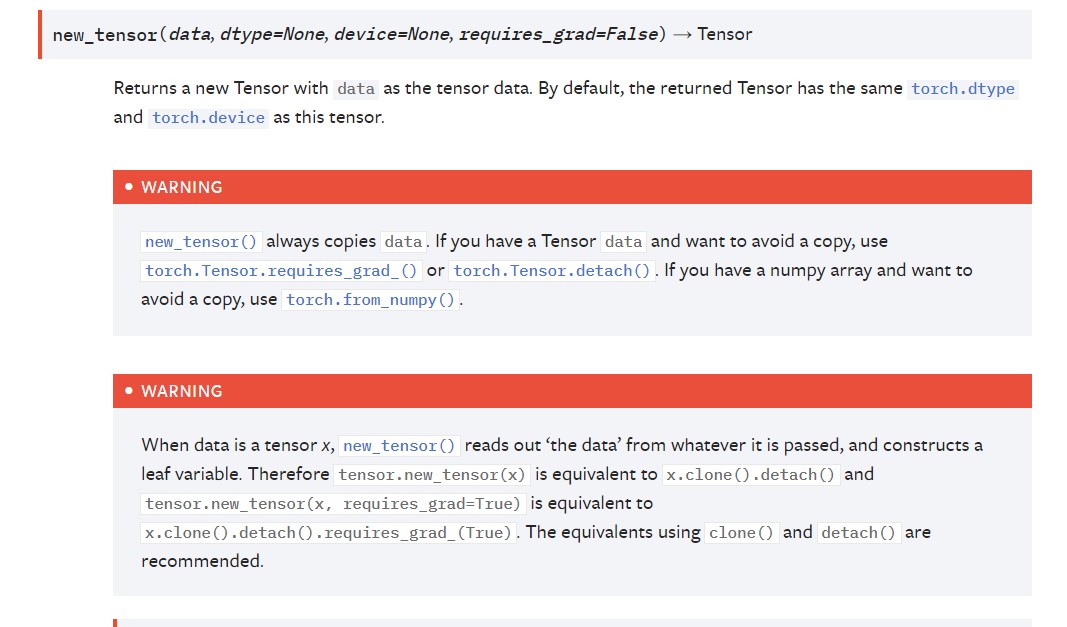 new_tensor(data, dtype=None, device=None, requires_grad=False) → Tensor
Returns a new Tensor with data as the tensor data. By default, the returned Tensor has the same torch.dtype
and torch.device as this tensor.
• WARNING
new_tensor() always copies data. If you have a Tensor data and want to avoid a copy, use
torch.Tensor.requires_grad_() or torch.Tensor.detach(). If you have a numpy array and want to
avoid a copy, use torch.from_numpy().
• WARNING
When data is a tensor x, new_tensor() reads out ‘the data’ from whatever it is passed, and constructs a
leaf variable. Therefore tensor.new_tensor(x) is equivalent to x.clone().detach() and
tensor.new_tensor(x, requires_grad=True) is equivalent to
x.clone().detach().requires_grad_(True). The equivalents using clone() and detach() are
recommended.